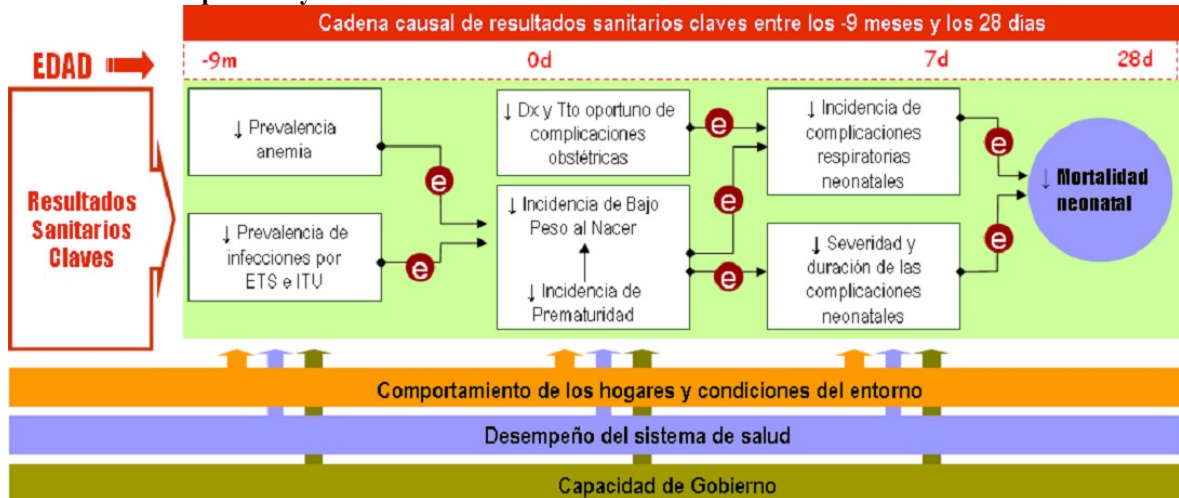 Cadena causal de resultados sanitarios claves entre los -9 meses y los 28 días
EDAD
-9m
0d
7d
28d
Resultados
Sanitarios
Claves
↓ Prevalencia
anemia
↓ Prevalencia de
infecciones por
ETS e ITU
e
e
↓ Dx y Tto oportuno de
complicaciones
obstétricas
↓ Incidencia de Bajo
Peso al Nacer
↓ Incidencia de
Prematuridad
e
e
e
↓ Incidencia de
complicaciones
respiratorias
neonatales
↓ Severidad y
duración de las
complicaciones
neonatales
e
e
↓ Mortalidad
neonatal
Comportamiento de los hogares y condiciones del entorno
Desempeño del sistema de salud
Capacidad de Gobierno